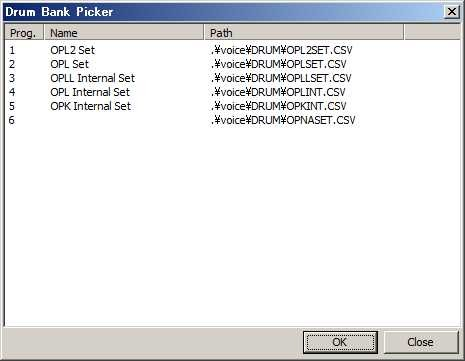 Drum Bank Picker
Prog. Name Path
1 OPL2 Set .¥voice¥DRUM¥OPL2SET.CSV
2 OPL Set .¥voice¥DRUM¥OPLSET.CSV
3 OPLL Internal Set .¥voice¥DRUM¥OPLLSET.CSV
4 OPL Internal Set .¥voice¥DRUM¥OPLINT.CSV
5 OPK Internal Set .¥voice¥DRUM¥OPKINT.CSV
6 .¥voice¥DRUM¥OPNASET.CSV
OK Close